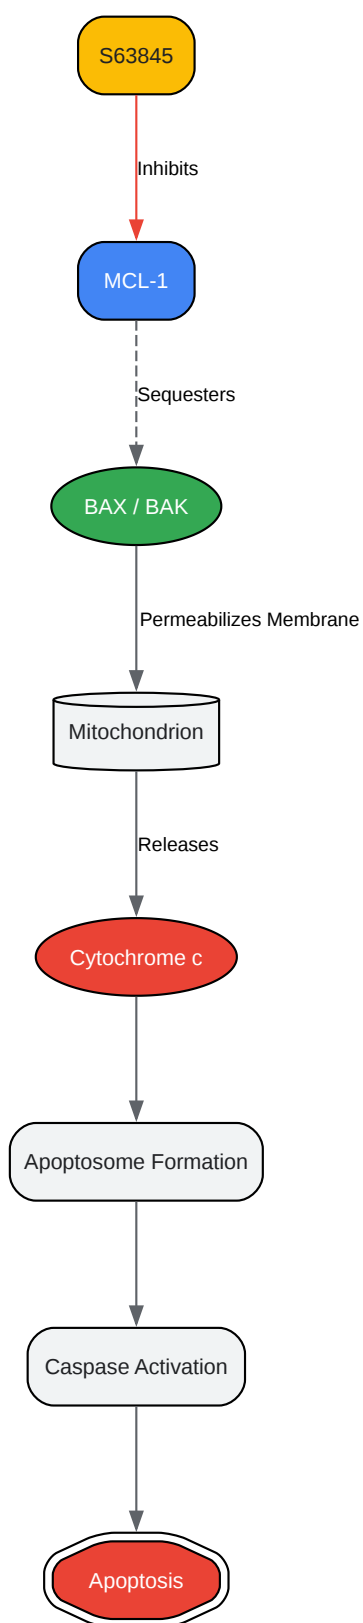 S63845
Inhibits
MCL-1
Sequesters
BAX / BAK
Permeabilizes Membrane
Mitochondrion
Releases
Cytochrome c
Apoptosome Formation
Caspase Activation
Apoptosis